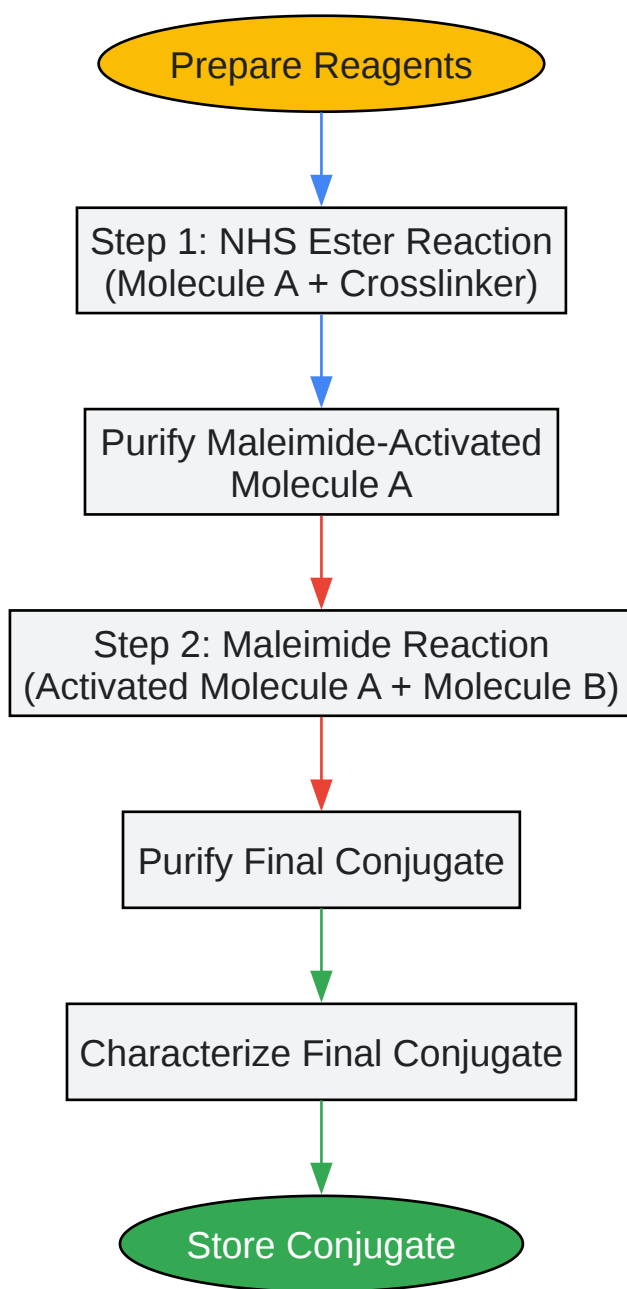 Prepare Reagents
Step 1: NHS Ester Reaction
(Molecule A + Crosslinker)
Purify Maleimide-Activated
Molecule A
Step 2: Maleimide Reaction
(Activated Molecule A + Molecule B)
Purify Final Conjugate
Characterize Final Conjugate
Store Conjugate